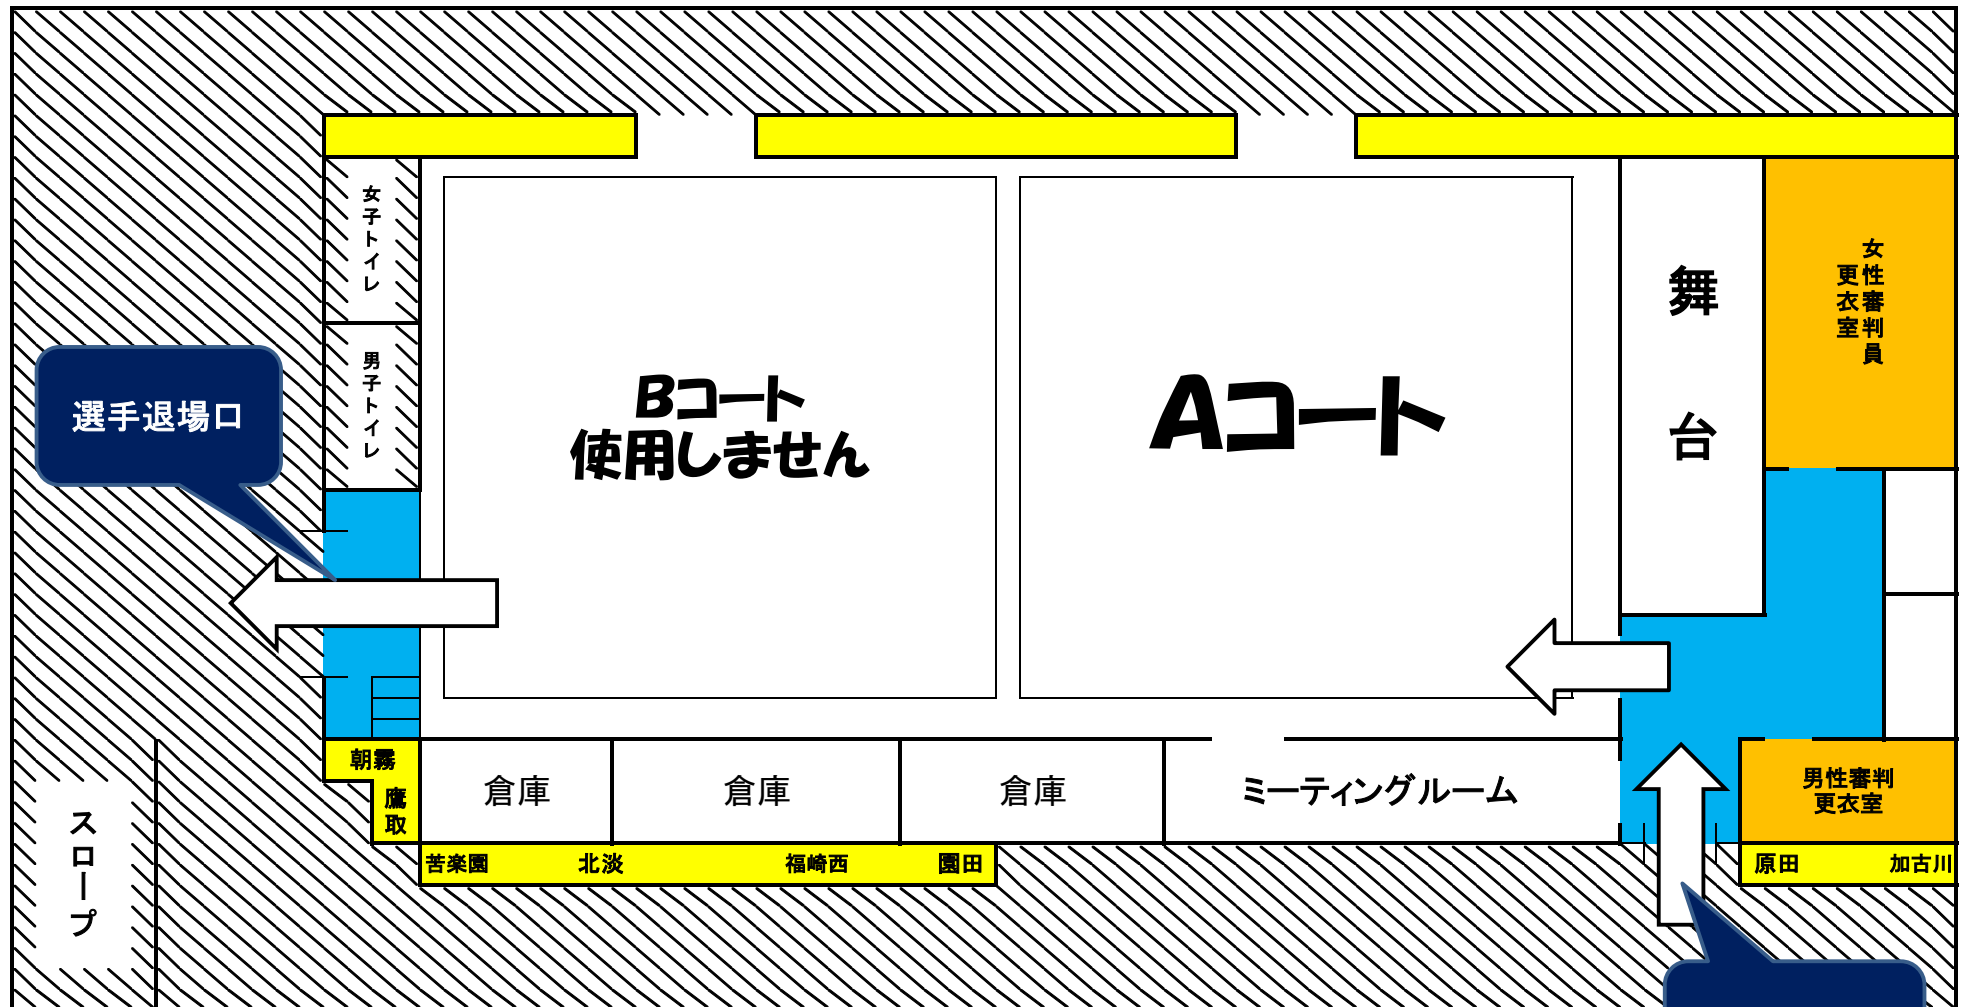 女子トイレ
男子トイレ
選手退場口
Bコート
使用しません
Aコート
舞台
女性審判員
更衣室
朝霧
鷹取
倉庫
倉庫
倉庫
ミーティングルーム
男性審判
更衣室
苦楽園
北淡
福崎西
園田
原田
加古川
スロープ